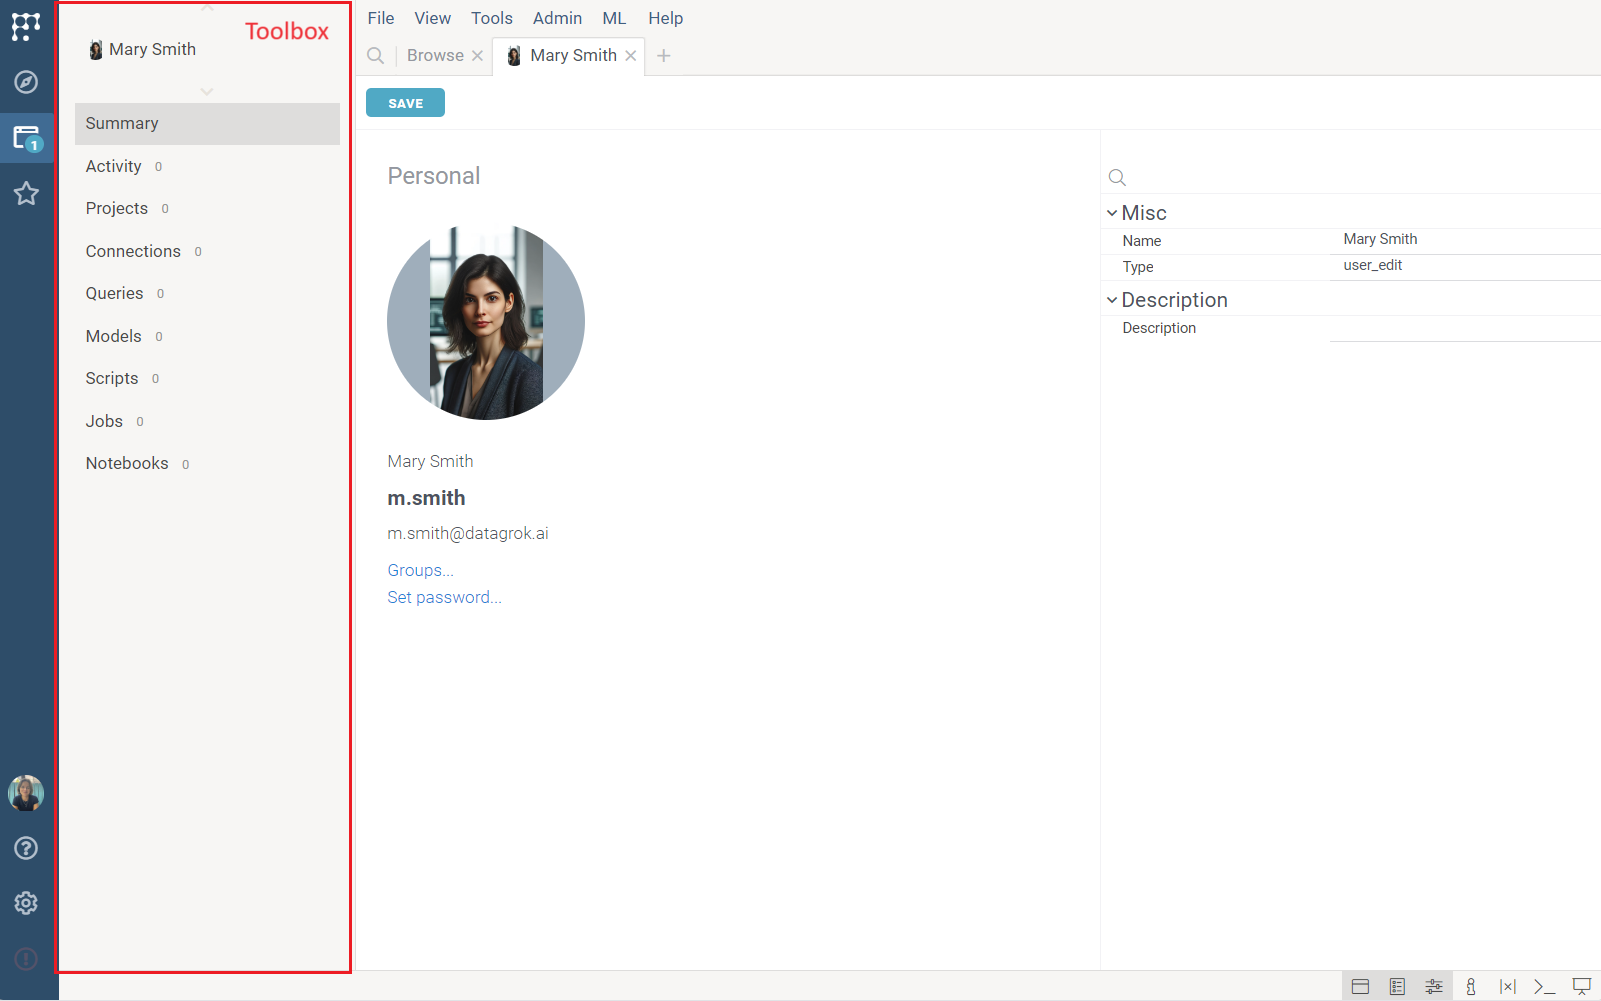 Toolbox
Mary Smith
Summary
Activity 0
Projects 0
Connections 0
Queries 0
Models 0
Scripts 0
Jobs 0
Notebooks 0
1
File View Tools Admin ML Help
Browse Mary Smith
SAVE
Personal
Mary Smith
m.smith
m.smith@datagrok.ai
Groups...
Set password...
Misc
Name Mary Smith
Type user_edit
Description
Description